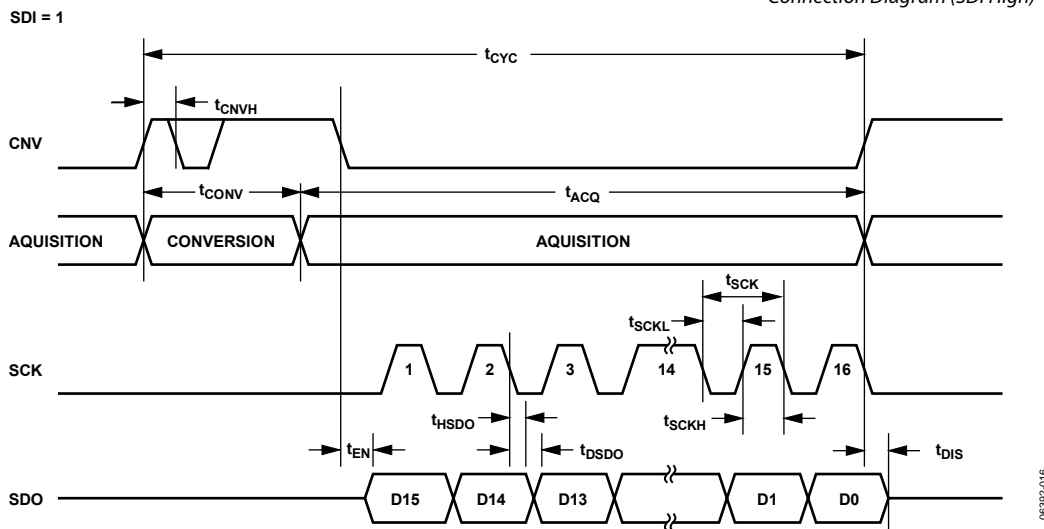 Connection Diagram (SDI High)
SDI = 1
tCYC
tCNVH
CNV
tCONV
tACQ
AQUISITION
CONVERSION
AQUISITION
tSCK
tSCKL
SCK
1
2
3
14
15
16
tHSDO
tSCKH
tEN
tDSDO
tDIS
SDO
D15
D14
D13
D1
D0
06392-016